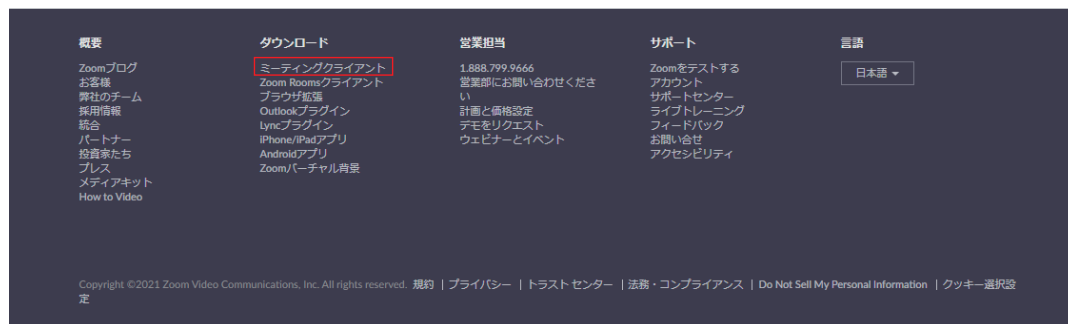 概要
Zoomブログ
お客様
弊社のチーム
採用情報
統合
パートナー
投資家たち
プレス
メディアキット
How to Video
ダウンロード
ミーティングクライアント
Zoom Roomsクライアント
ブラウザ拡張
Outlookプラグイン
Lyncプラグイン
iPhone/iPadアプリ
Androidアプリ
Zoomバーチャル背景
営業担当
1.888.799.9666
営業部にお問い合わせくださ
い
計画と価格設定
デモをリクエスト
ウェビナーとイベント
サポート
Zoomをテストする
アカウント
サポートセンター
ライブトレーニング
フィードバック
お問い合せ
アクセシビリティ
言語
日本語
Copyright ©2021 Zoom Video Communications, Inc. All rights reserved. 規約 | プライバシー | トラスト センター | 法務・コンプライアンス | Do Not Sell My Personal Information | クッキー選択設
定